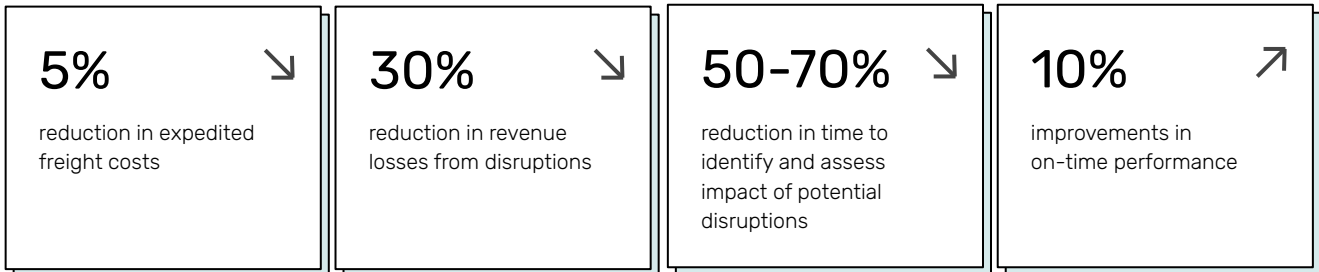 5%
reduction in expedited
freight costs
30%
reduction in revenue
losses from disruptions
50-70%
reduction in time to
identify and assess
impact of potential
disruptions
10%
improvements in
on-time performance